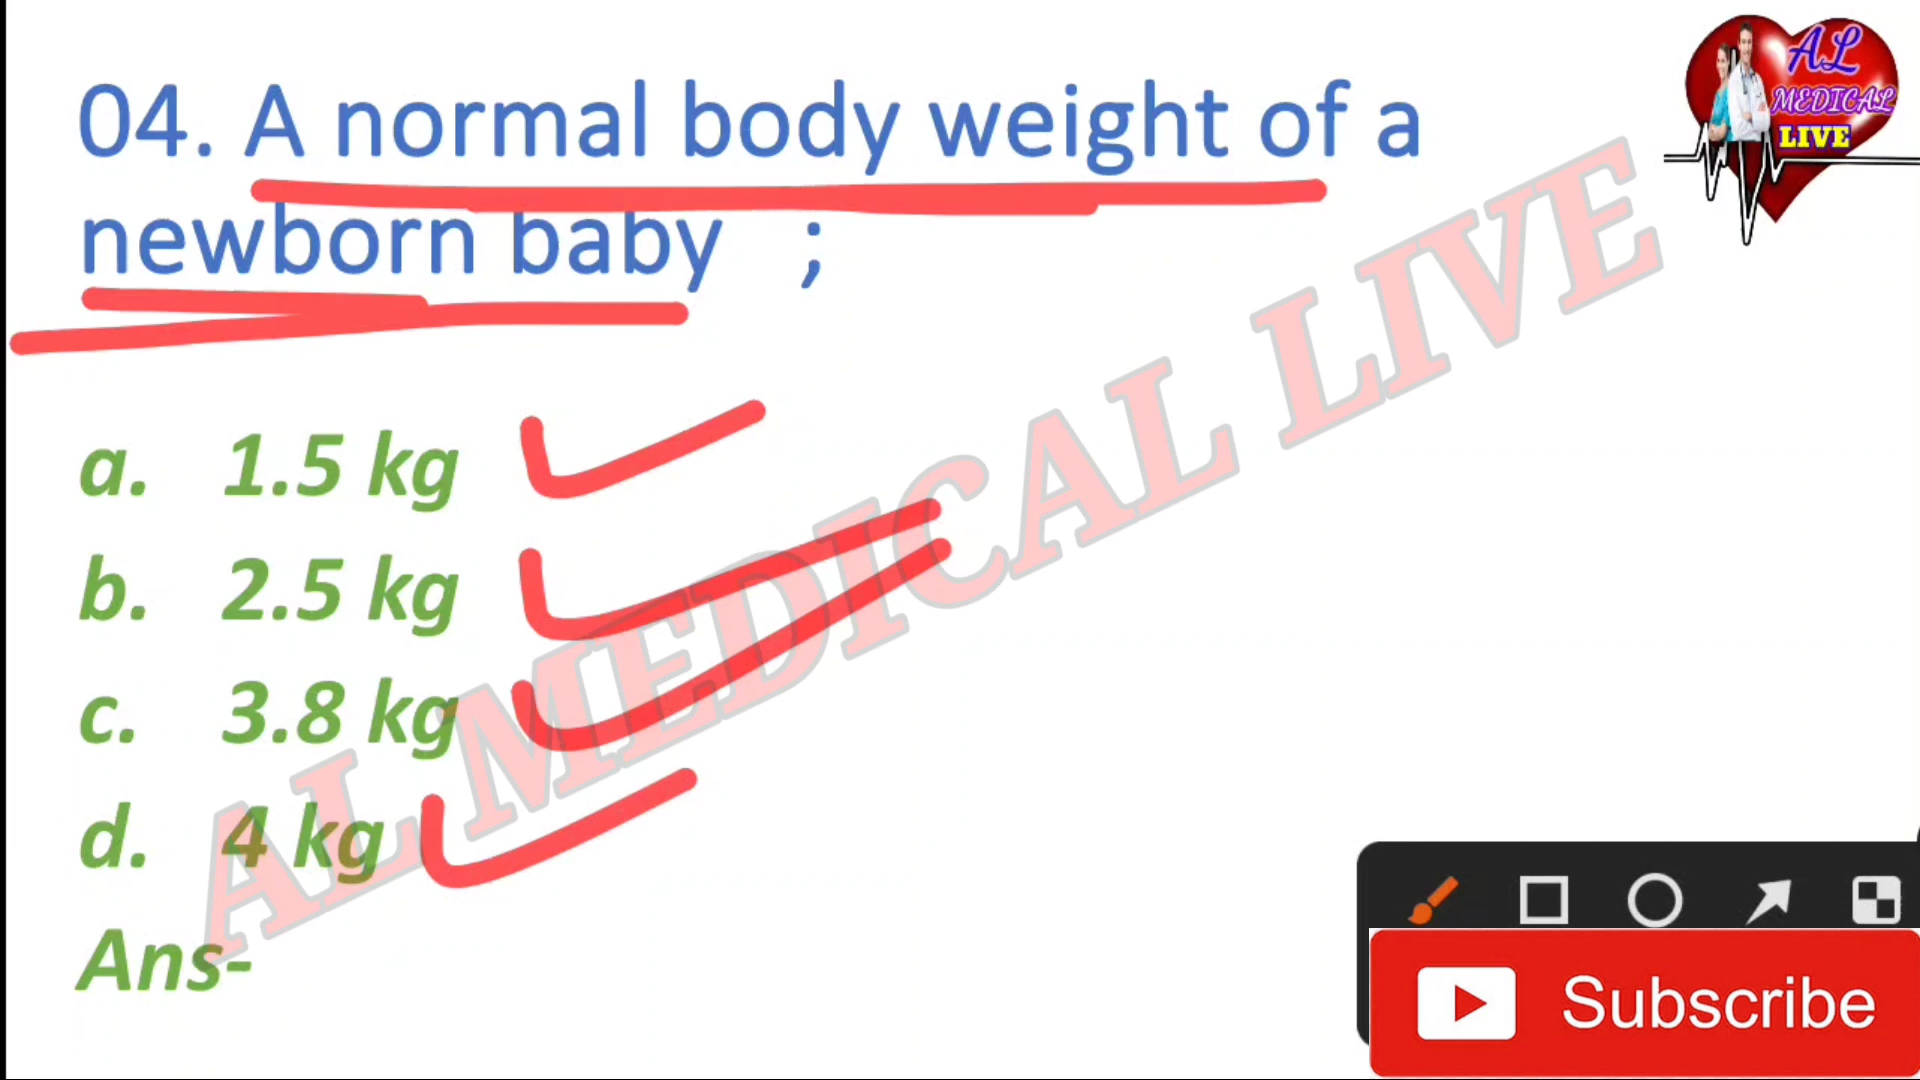 04. A normal body weight of a
newborn baby ;
a. 1.5 kg
b. 2.5 kg
c. 3.8 kg
d. 4 kg
Ans-
AL MEDICAL LIVE
AL
MEDICAL
LIVE
Subscribe